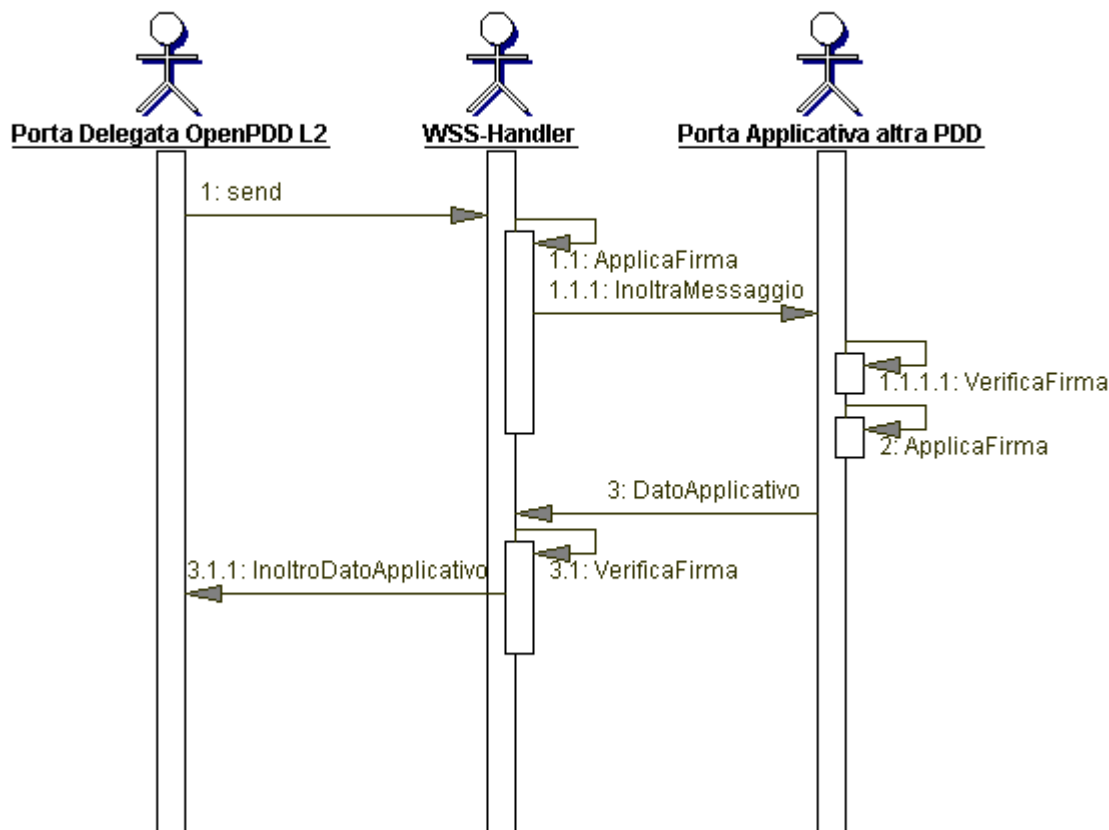 Porta Delegata OpenPDD L2
WSS-Handler
Porta Applicativa altra PDD
1: send
1.1: ApplicaFirma
1.1.1: InoltraMessaggio
1.1.1.1: VerificaFirma
2: ApplicaFirma
3: DatoApplicativo
3.1.1: InoltroDatoApplicativo
3.1: VerificaFirma